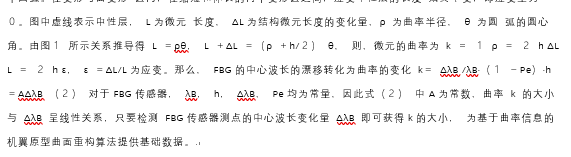 0 。图中虚线表示中性层， L 为微元 长度， ΔL 为结构微元长度的变化量，ρ 为曲率半径， θ 为圆 弧的圆心
角。由图 1 所示关系推导得 L =ρθ， L +ΔL = (ρ +h/ 2 ) θ， 则，微元的曲率为 k = 1 ρ = 2 h ΔL
L = 2 h ε， ε =ΔL/L 为应变。那么， FBG 的中心波长的漂移转化为曲率的变化 k= ΔλB /λB· ( 1 － Pe) ·h
=AΔλB （ 2 ） 对于 FBG 传感器， λB， h， ΔλB， Pe 均为常量，因此式（ 2 ） 中 A 为常数，曲率 k 的大小
与 ΔλB 呈线性关系，只要检测 FBG 传感器测点的中心波长变化量 ΔλB 即可获得 k 的大小， 为基于曲率信息的
机翼原型曲面重构算法提供基础数据。